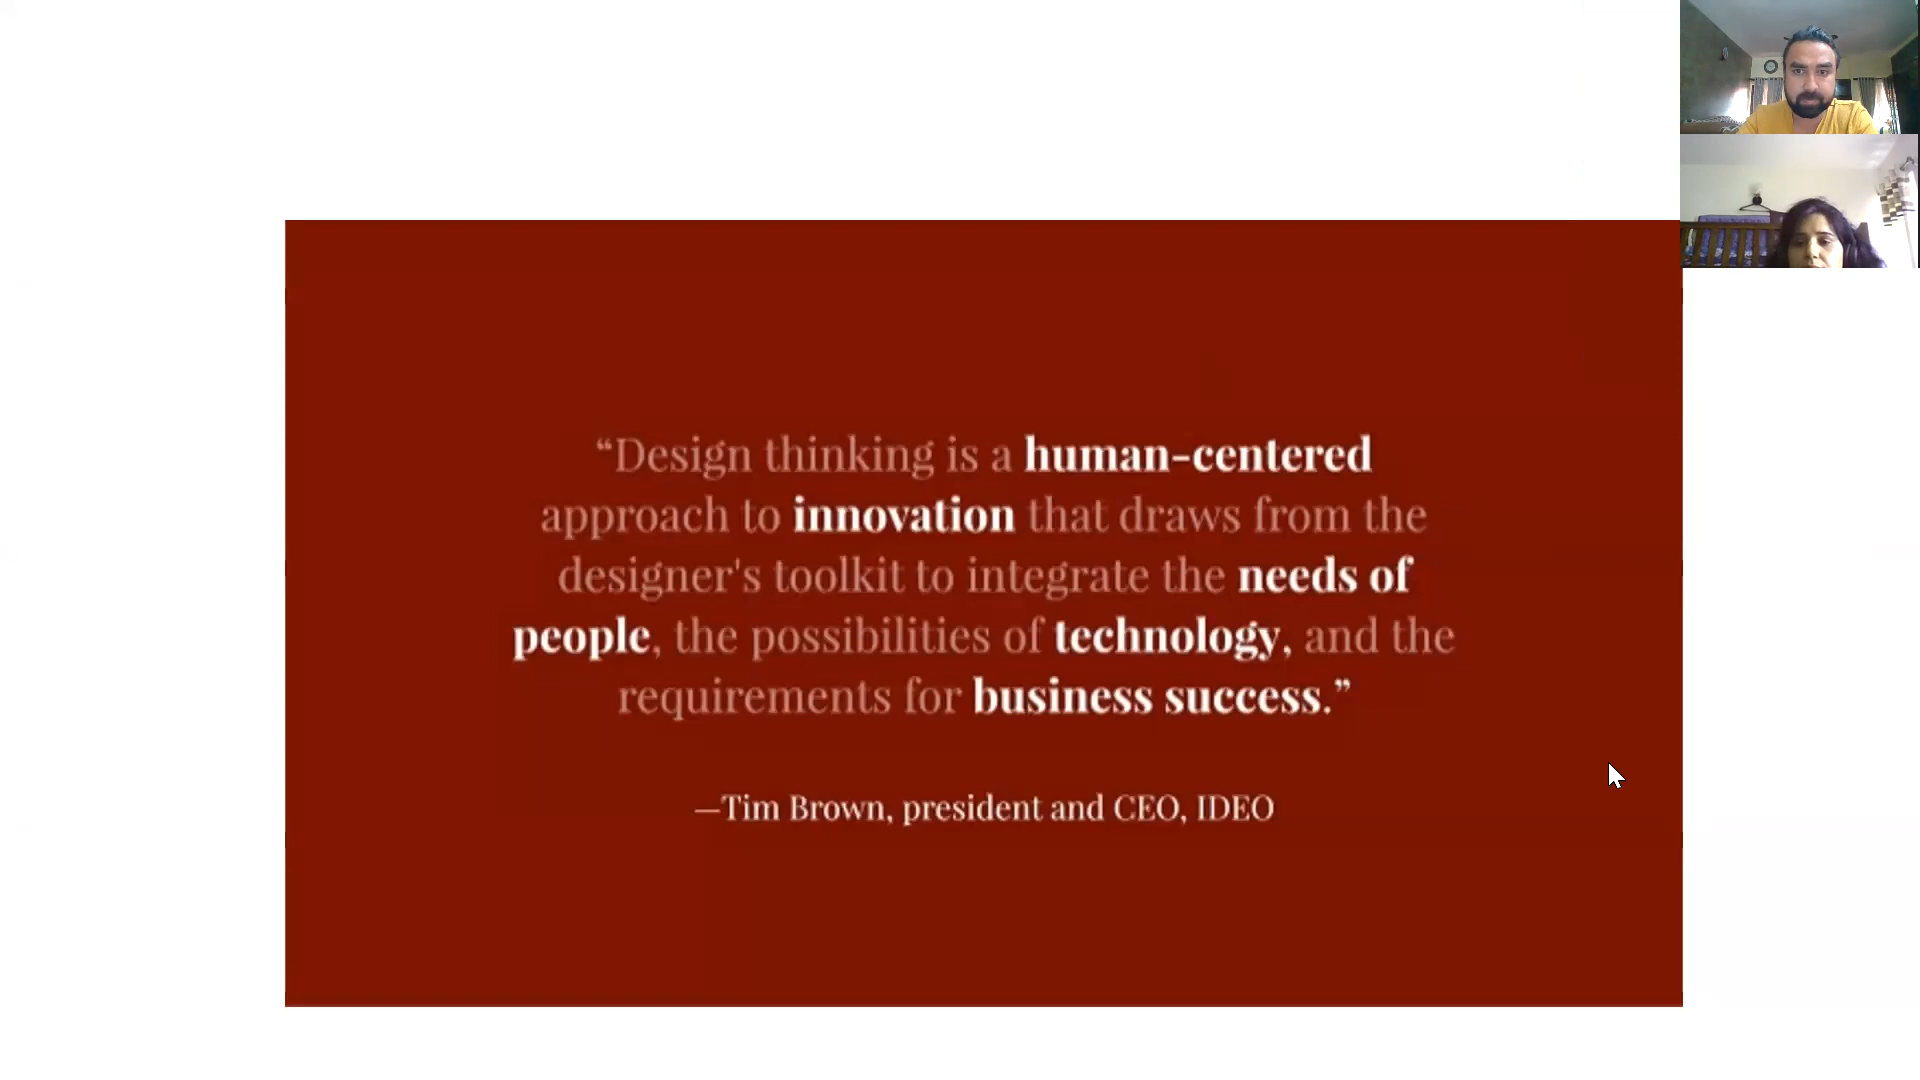 “Design thinking is a human-centered
approach to innovation that draws from the
designer's toolkit to integrate the needs of
people, the possibilities of technology, and the
requirements for business success.”
—Tim Brown, president and CEO, IDEO